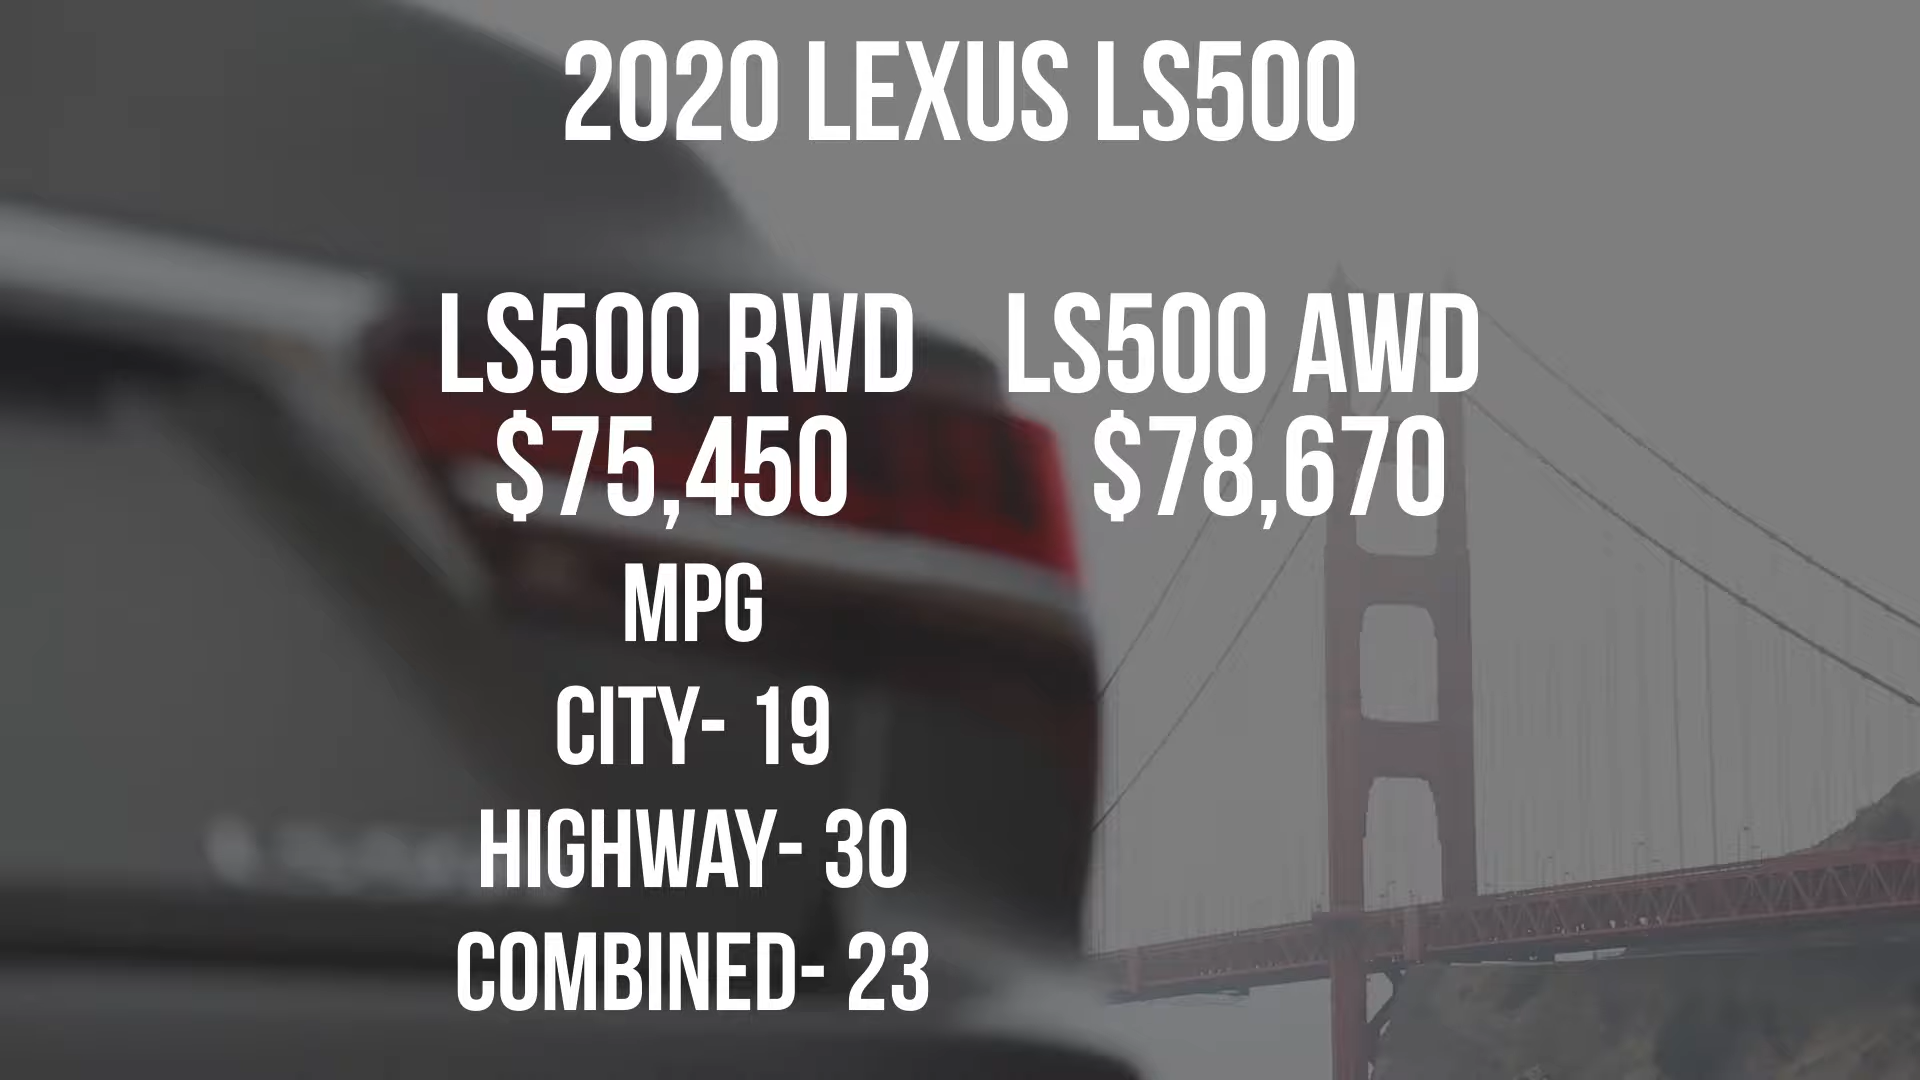 2020 LEXUS LS500
LS500 RWD
$75,450
MPG
CITY- 19
HIGHWAY- 30
COMBINED- 23
LS500 AWD
$78,670